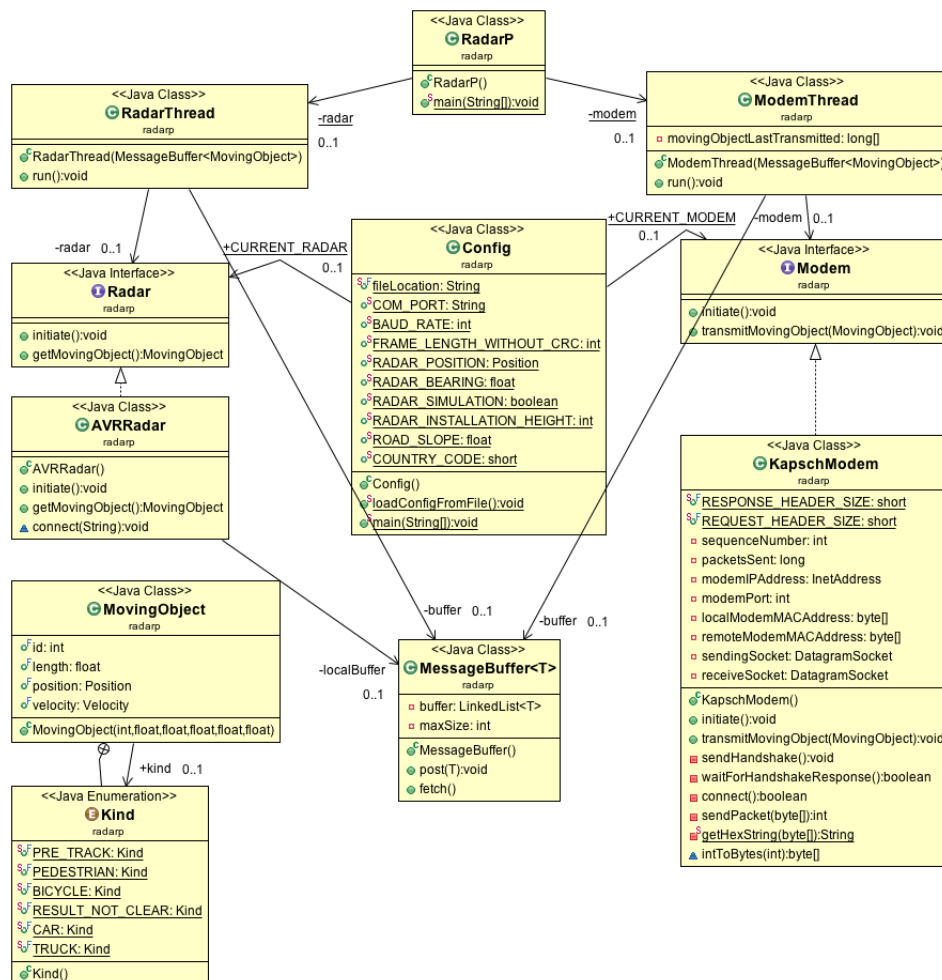 <<Java Class>>
RadarP
radarp
RadarP()
main(String[]):void
<<Java Class>>
RadarThread
radarp
RadarThread(MessageBuffer<MovingObject>)
run():void
-radar
0..1
-modem
0..1
<<Java Class>>
ModemThread
radarp
movingObjectLastTransmitted: long[]
ModemThread(MessageBuffer<MovingObject>)
run():void
-radar 0..1
+CURRENT_RADAR
0..1
+CURRENT_MODEM
0..1
-modem 0..1
<<Java Interface>>
Radar
radarp
initiate():void
getMovingObject():MovingObject
<<Java Class>>
Config
radarp
fileLocation: String
COM_PORT: String
BAUD_RATE: int
FRAME_LENGTH_WITHOUT_CRC: int
RADAR_POSITION: Position
RADAR_BEARING: float
RADAR_SIMULATION: boolean
RADAR_INSTALLATION_HEIGHT: int
ROAD_SLOPE: float
COUNTRY_CODE: short
Config()
loadConfigFromFile():void
main(String[]):void
<<Java Interface>>
Modem
radarp
initiate():void
transmitMovingObject(MovingObject):void
<<Java Class>>
AVRRadar
radarp
AVRRadar()
initiate():void
getMovingObject():MovingObject
connect(String):void
<<Java Class>>
KapschModem
radarp
RESPONSE_HEADER_SIZE: short
REQUEST_HEADER_SIZE: short
sequenceNumber: int
packetsSent: long
modemIPAddress: InetAddress
modemPort: int
localModemMACAddress: byte[]
remoteModemMACAddress: byte[]
sendingSocket: DatagramSocket
receiveSocket: DatagramSocket
KapschModem()
initiate():void
transmitMovingObject(MovingObject):void
sendHandshake():void
waitForHandshakeResponse():boolean
connect():boolean
sendPacket(byte[]):int
getHexString(byte[]):String
intToBytes(int):byte[]
<<Java Class>>
MovingObject
radarp
id: int
length: float
position: Position
velocity: Velocity
MovingObject(int,float,float,float,float,float)
+kind 0..1
-buffer 0..1
-buffer 0..1
-localBuffer
0..1
<<Java Class>>
MessageBuffer<T>
radarp
buffer: LinkedList<T>
maxSize: int
MessageBuffer()
post(T):void
fetch()
<<Java Enumeration>>
Kind
radarp
PRE_TRACK: Kind
PEDESTRIAN: Kind
BICYCLE: Kind
RESULT_NOT_CLEAR: Kind
CAR: Kind
TRUCK: Kind
Kind()